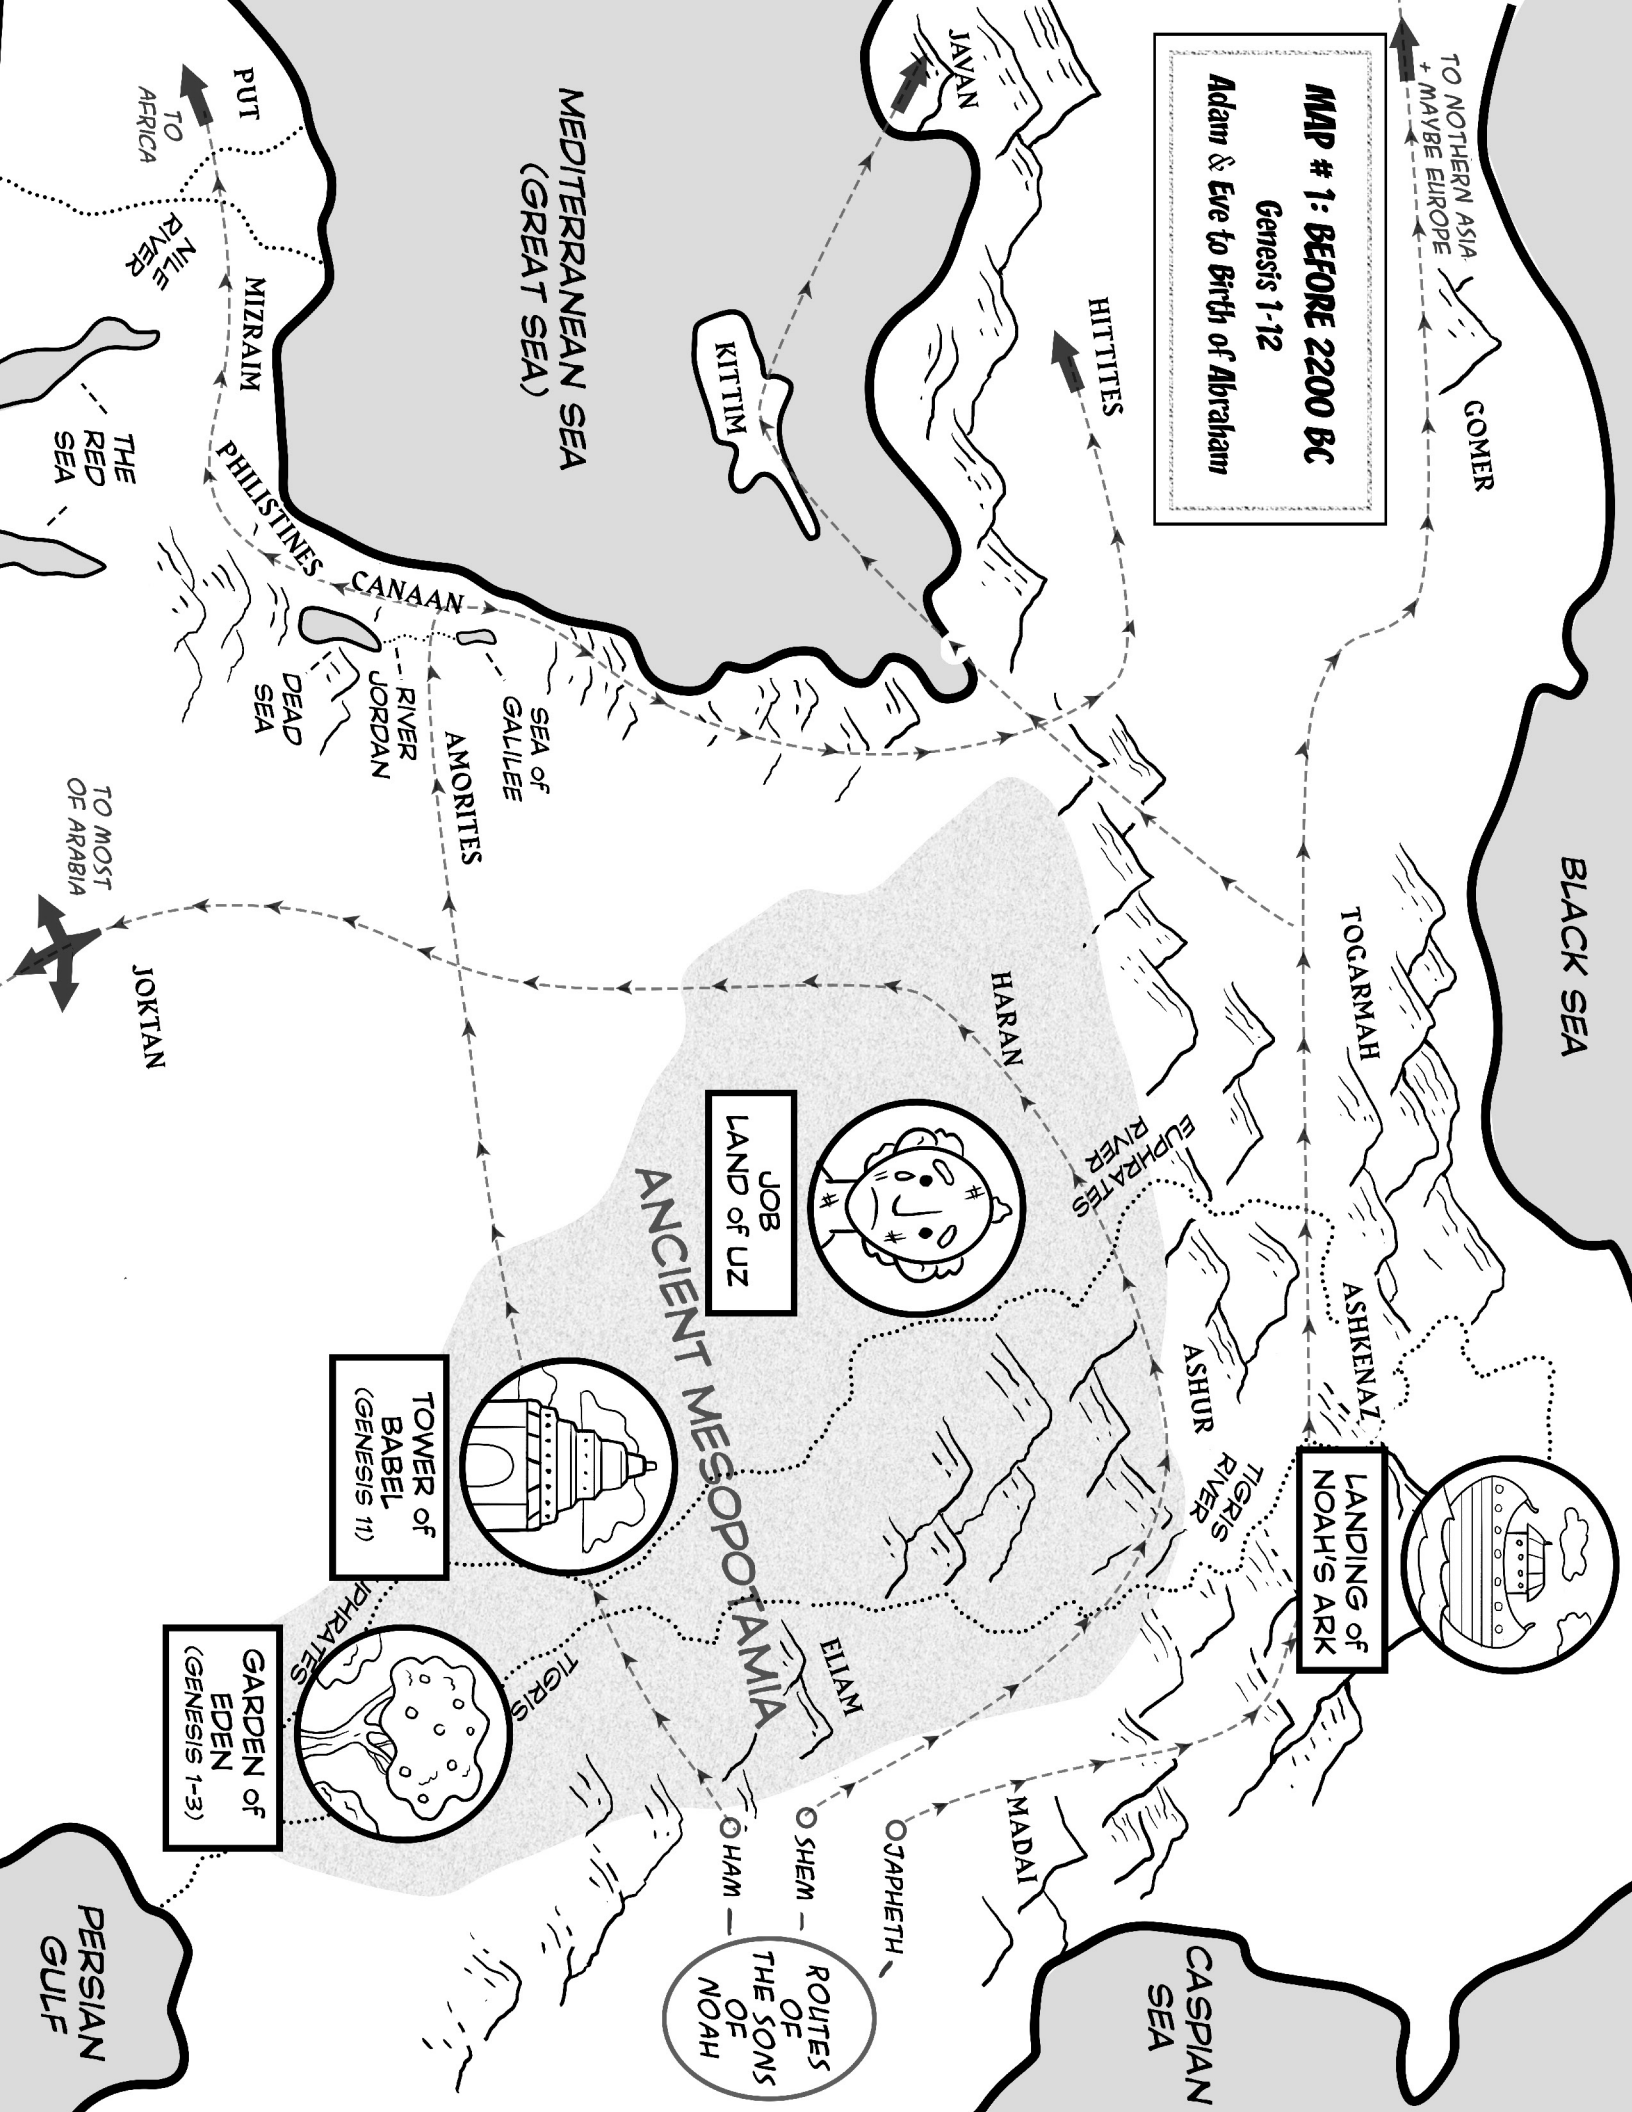 MAP # 1: BEFORE 2200 BC
Genesis 1-12
Adam & Eve to Birth of Abraham
TO NOTHERN ASIA
+ MAYBE EUROPE
GOMER
BLACK SEA
TOGARMAH
ASHKENAZ
LANDING of
NOAH'S ARK
CASPIAN
SEA
JAVAN
HITTITES
HARAN
EUPHRATES
RIVER
ASHUR
TIGRIS
RIVER
MADAI
MEDITERRANEAN SEA
(GREAT SEA)
KITTIM
JOB
LAND of UZ
ANCIENT MESOPOTAMIA
ELIAM
JAPHETH
SHEM
HAM
ROUTES
OF
THE SONS
OF
NOAH
SEA of
GALILEE
AMORITES
RIVER
JORDAN
DEAD
SEA
CANAAN
PHILISTINES
TOWER of
BABEL
(GENESIS 11)
TIGRIS
PHRATES
GARDEN of
EDEN
(GENESIS 1-3)
PUT
TO
AFRICA
NILE
RIVER
MIZRAIM
THE
RED
SEA
TO MOST
OF ARABIA
JOKTAN
PERSIAN
GULF